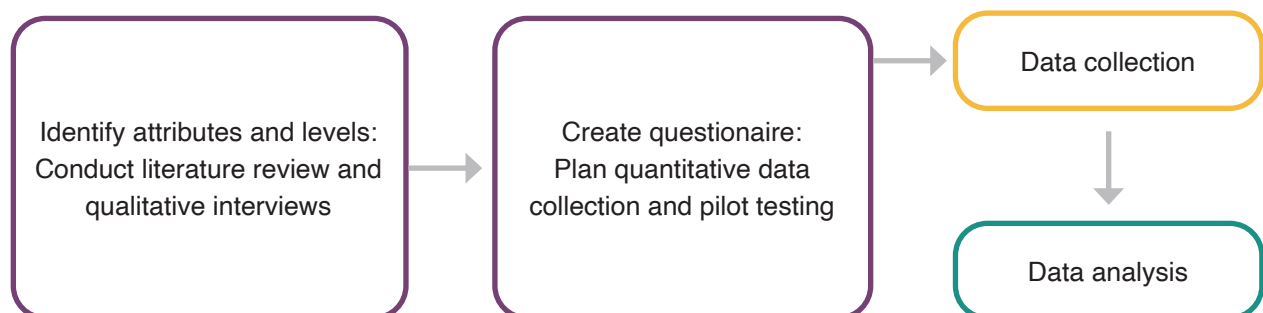 Identify attributes and levels:
Conduct literature review and
qualitative interviews
Create questionaire:
Plan quantitative data
collection and pilot testing
Data collection
Data analysis